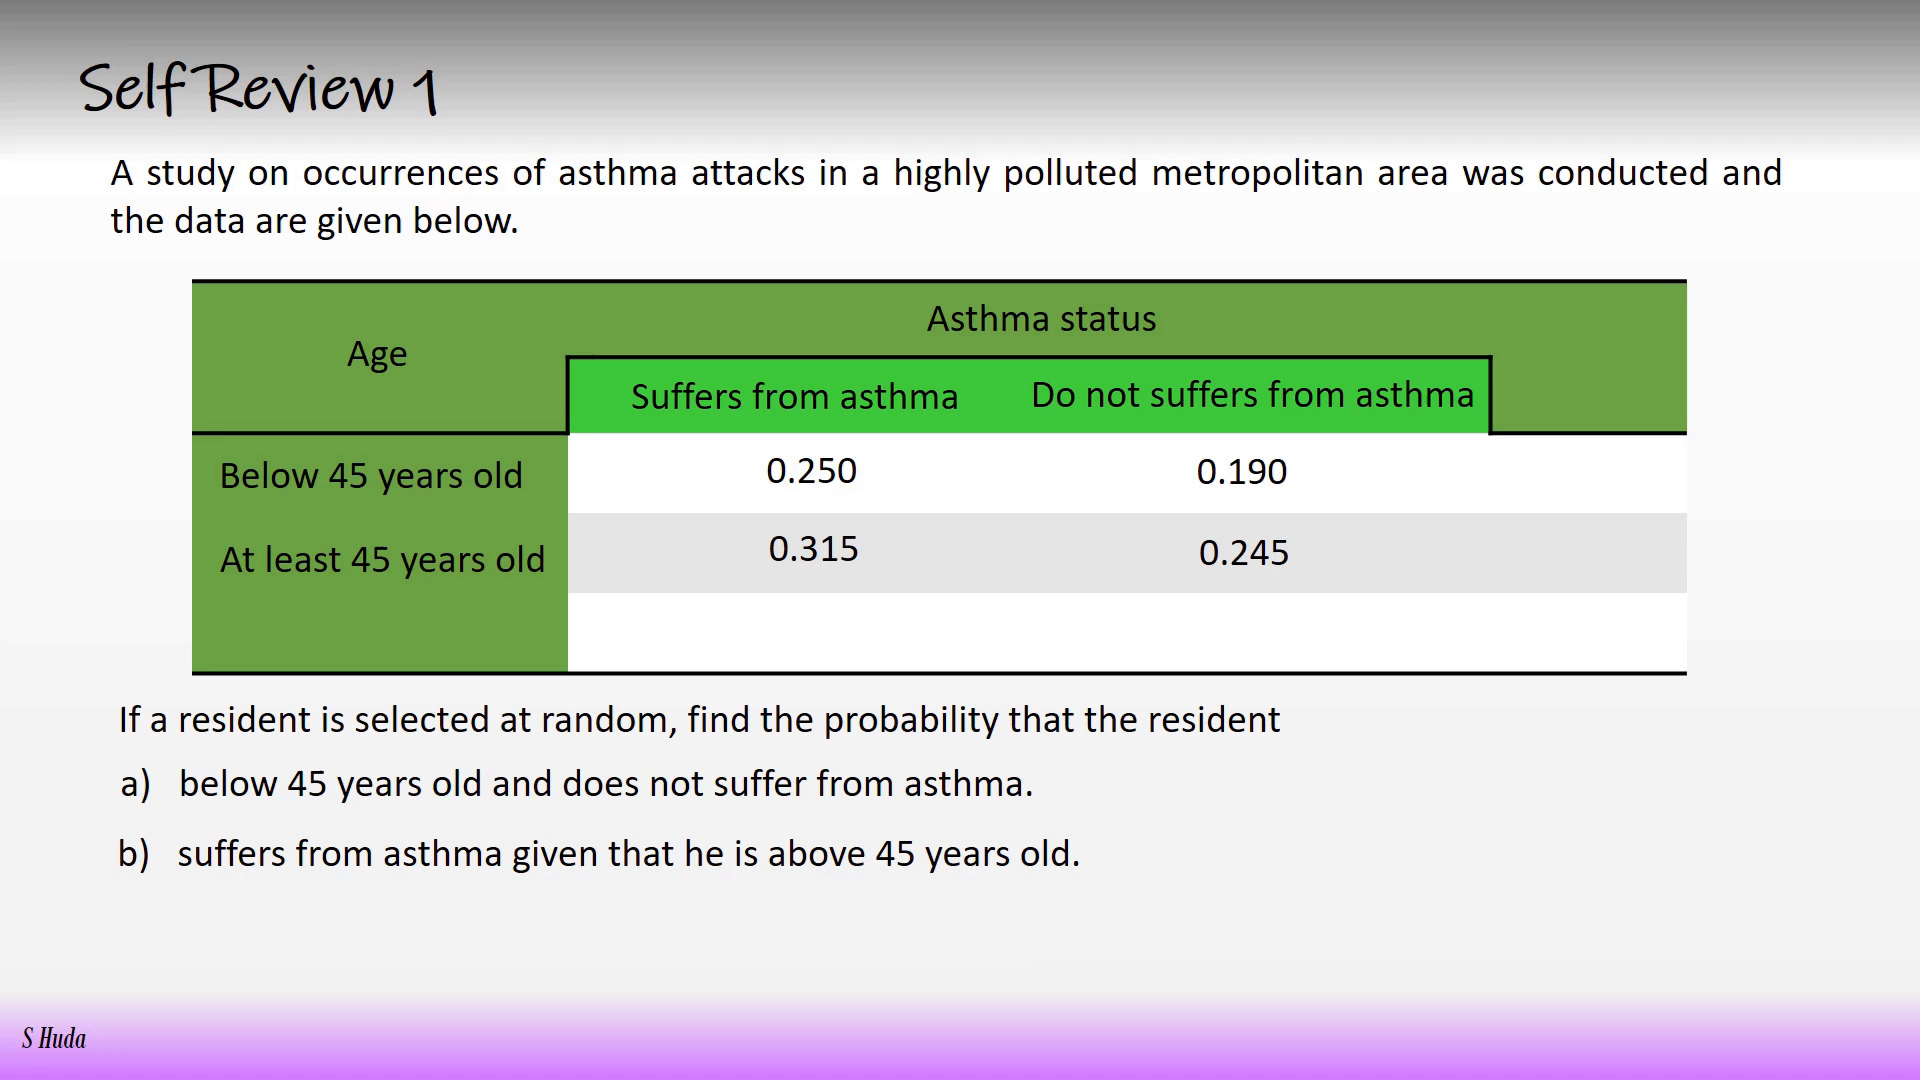 Self Review 1
A study on occurrences of asthma attacks in a highly polluted metropolitan area was conducted and
the data are given below.
Asthma status
Age
Suffers from asthma Do not suffers from asthma
Below 45 years old 0.250 0.190
At least 45 years old 0.315 0.245
If a resident is selected at random, find the probability that the resident
a) below 45 years old and does not suffer from asthma.
b) suffers from asthma given that he is above 45 years old.
S Huda